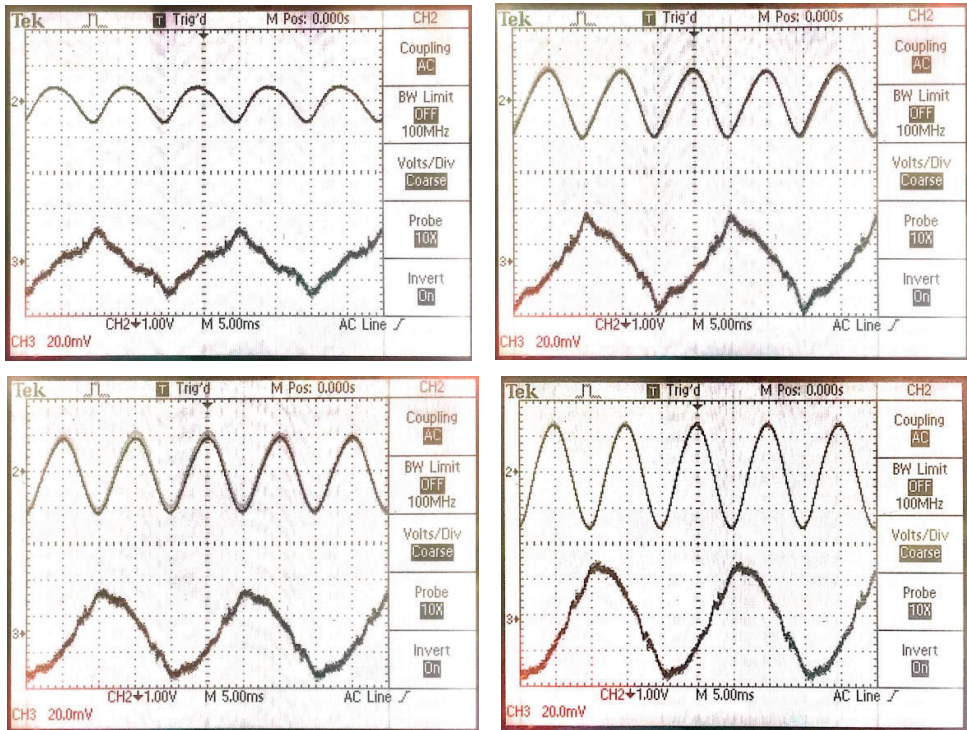 Tek T Trig'd M Pos: 0.000s CH2
Coupling
AC
BW Limit
OFF
100MHz
Volts/Div
Coarse
Probe
10X
Invert
On
2
3
CH2 1.00V M 5.00ms AC Line
CH3 20.0mV
Tek T Trig'd M Pos: 0.000s CH2
Coupling
AC
BW Limit
OFF
100MHz
Volts/Div
Coarse
Probe
10X
Invert
On
2
3
CH2 1.00V M 5.00ms AC Line
CH3 20.0mV
Tek T Trig'd M Pos: 0.000s CH2
Coupling
AC
BW Limit
OFF
100MHz
Volts/Div
Coarse
Probe
10X
Invert
On
2
3
CH2 1.00V M 5.00ms AC Line
CH3 20.0mV
Tek T Trig'd M Pos: 0.000s CH2
Coupling
AC
BW Limit
OFF
100MHz
Volts/Div
Coarse
Probe
10X
Invert
On
2
3
CH2 1.00V M 5.00ms AC Line
CH3 20.0mV